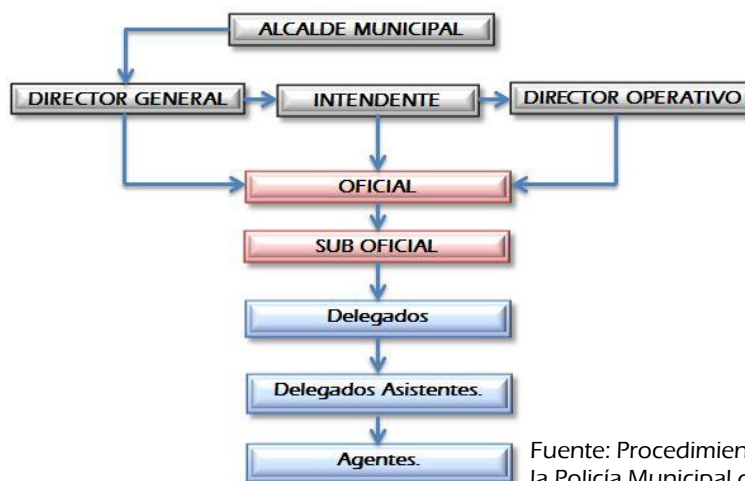 ALCALDE MUNICIPAL
DIRECTOR GENERAL
INTENDENTE
DIRECTOR OPERATIVO
OFICIAL
SUB OFICIAL
Delegados
Delegados Asistentes.
Agentes.
Fuente: Procedimien
la Policía Municipal